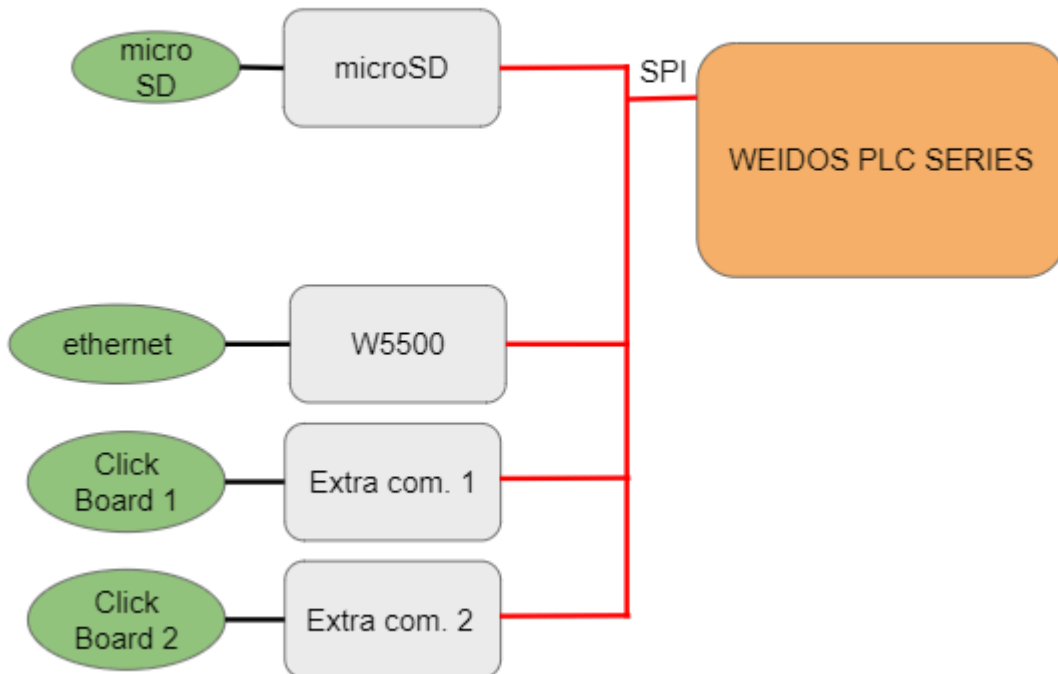 micro
SD
microSD
SPI
WEIDOS PLC SERIES
ethernet
W5500
Click
Board 1
Extra com. 1
Click
Board 2
Extra com. 2